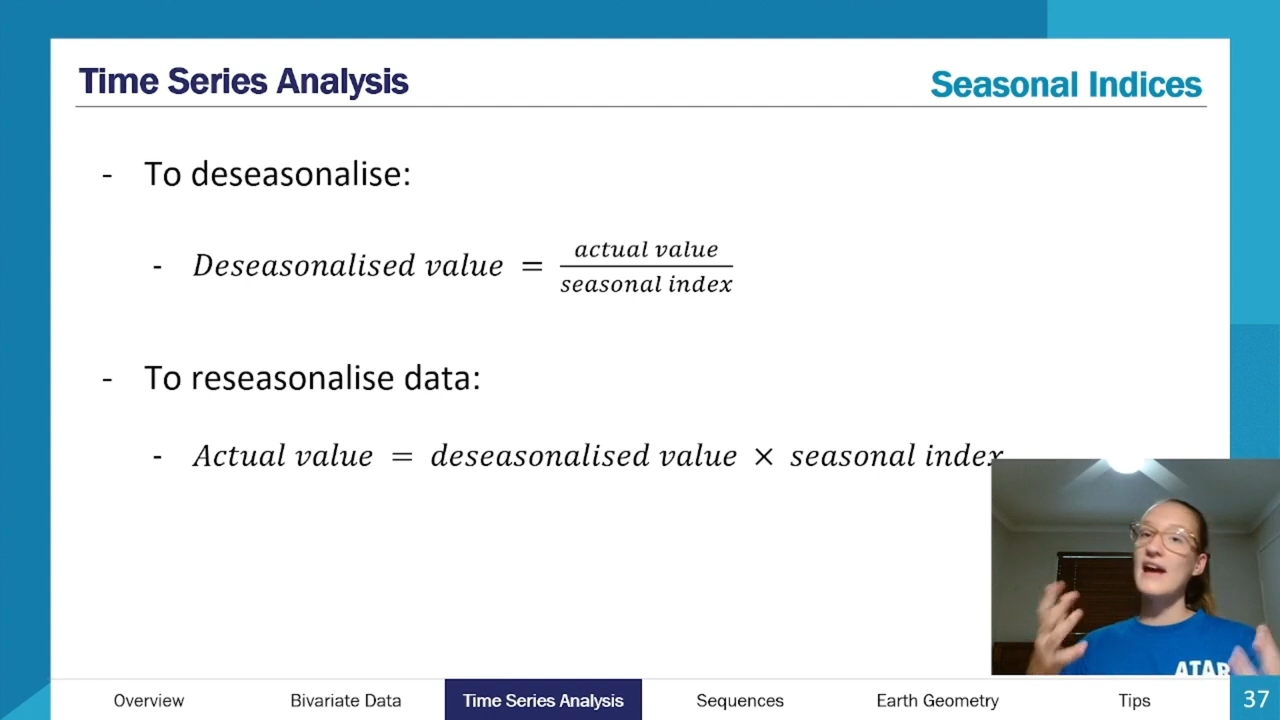 Time Series Analysis
Seasonal Indices
- To deseasonalise:
- Deseasonalised value = actual value / seasonal index
- To reseasonalise data:
- Actual value = deseasonalised value × seasonal index
ATAR
Overview Bivariate Data Time Series Analysis Sequences Earth Geometry Tips 37